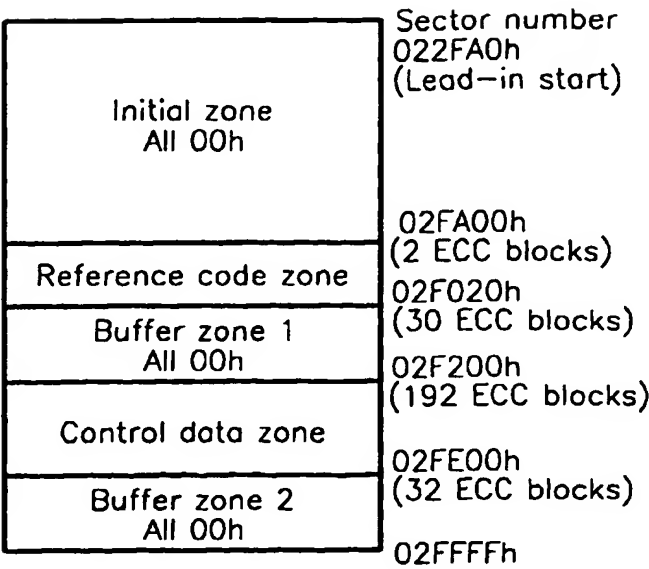 Sector number
022FA0h
(Lead-in start)
Initial zone
All 00h
02FA00h
(2 ECC blocks)
Reference code zone
02F020h
(30 ECC blocks)
Buffer zone 1
All 00h
02F200h
(192 ECC blocks)
Control data zone
02FE00h
(32 ECC blocks)
Buffer zone 2
All 00h
02FFFFh